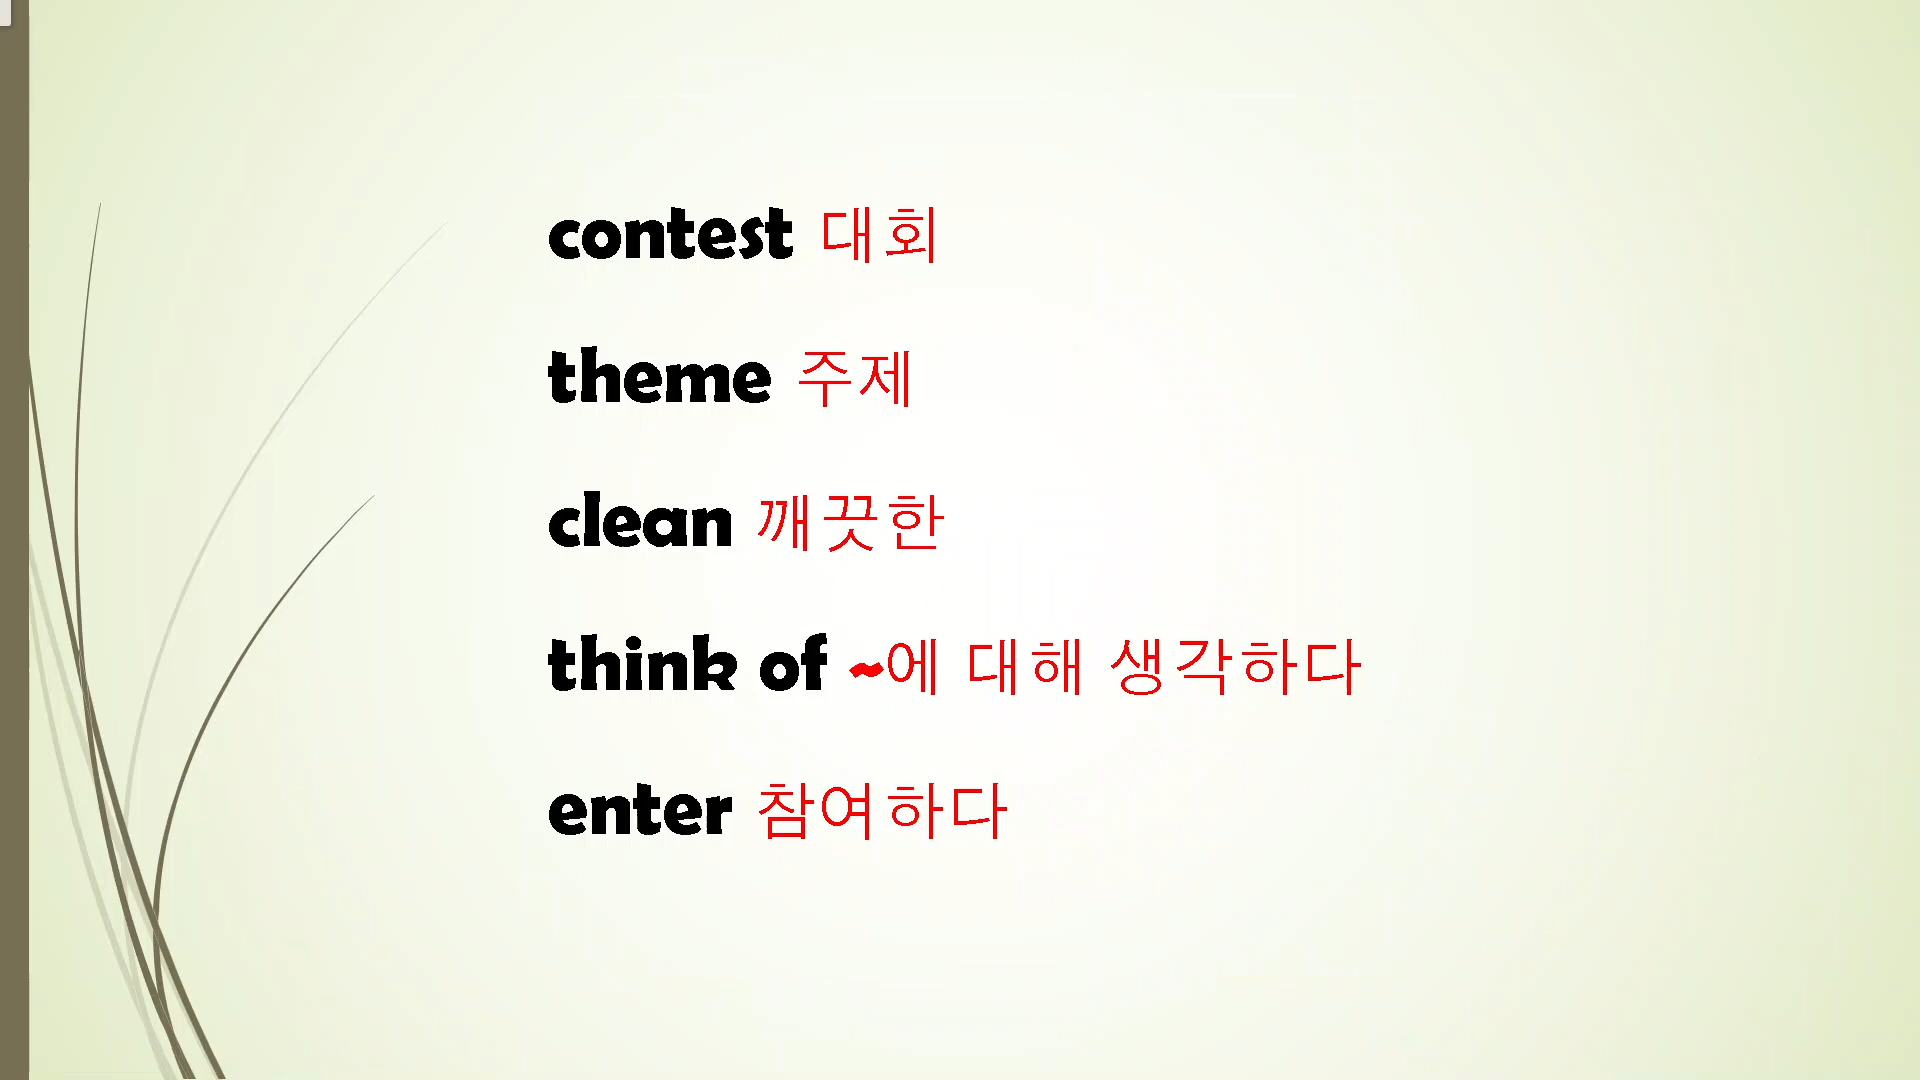 contest 대회
theme 주제
clean 깨끗한
think of ~에 대해 생각하다
enter 참여하다